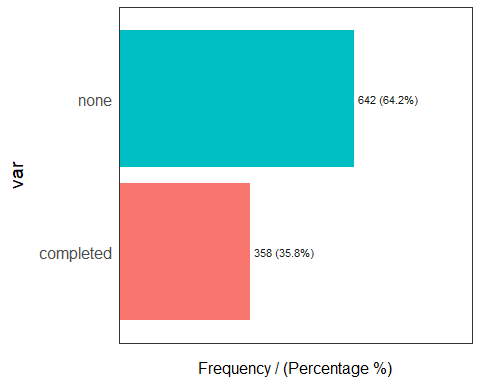 none
642 (64.2%)
var
completed
358 (35.8%)
Frequency / (Percentage %)